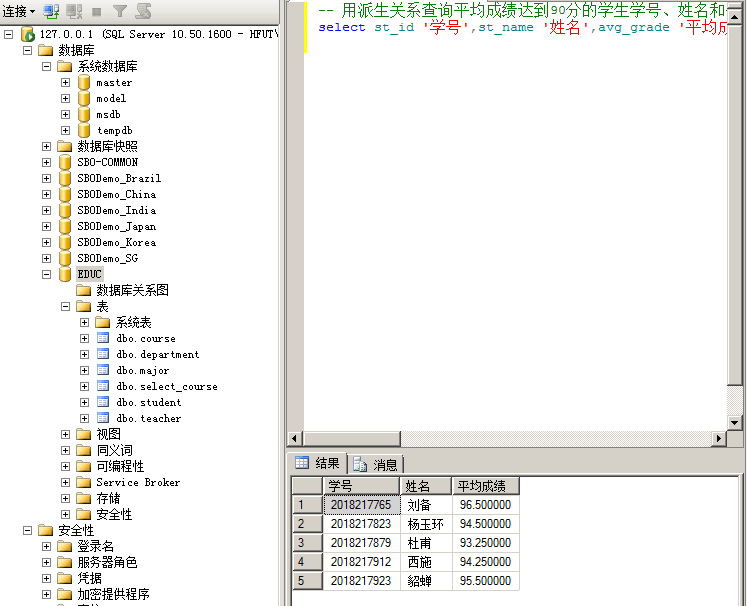 连接
127.0.0.1 (SQL Server 10.50.1600 - HFUT\
数据库
系统数据库
master
model
msdb
tempdb
数据库快照
SBO-COMMON
SBODemo_Brazil
SBODemo_China
SBODemo_India
SBODemo_Japan
SBODemo_Korea
SBODemo_SG
EDUC
数据库关系图
表
系统表
dbo.course
dbo.department
dbo.major
dbo.select_course
dbo.student
dbo.teacher
视图
同义词
可编程性
Service Broker
存储
安全性
安全性
登录名
服务器角色
凭据
加密提供程序
-- 用派生关系查询平均成绩达到90分的学生学号、姓名和
select st_id '学号',st_name '姓名',avg_grade '平均成
结果 消息
学号 姓名 平均成绩
1 2018217765 刘备 96.500000
2 2018217823 杨玉环 94.500000
3 2018217879 杜甫 93.250000
4 2018217912 西施 94.250000
5 2018217923 貂蝉 95.500000